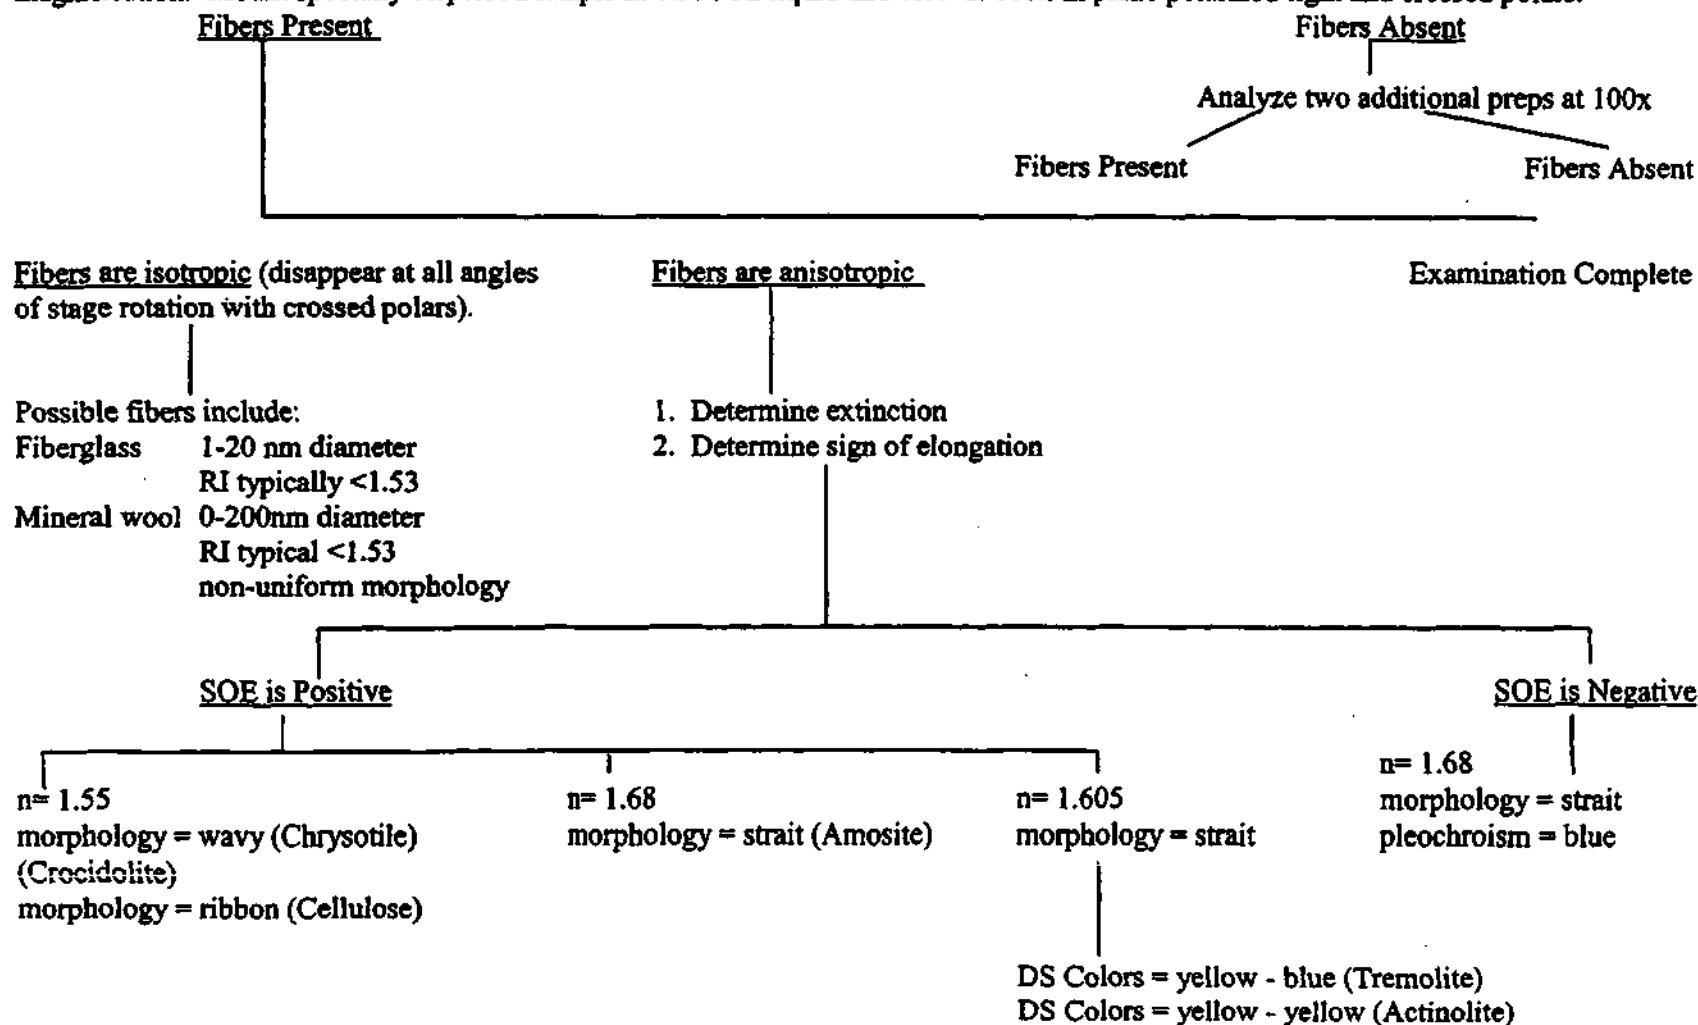 Fibers Present
Fibers Absent
Analyze two additional preps at 100x
Fibers Present
Fibers Absent
Fibers are isotropic (disappear at all angles
of stage rotation with crossed polars).
Fibers are anisotropic
Examination Complete
Possible fibers include:
Fiberglass 1-20 nm diameter
RI typically <1.53
Mineral wool 0-200nm diameter
RI typical <1.53
non-uniform morphology
1. Determine extinction
2. Determine sign of elongation
SOE is Positive
SOE is Negative
n= 1.55
morphology = wavy (Chrysotile)
(Crocidolite)
morphology = ribbon (Cellulose)
n= 1.68
morphology = strait (Amosite)
n= 1.605
morphology = strait
n= 1.68
morphology = strait
pleochroism = blue
DS Colors = yellow - blue (Tremolite)
DS Colors = yellow - yellow (Actinolite)